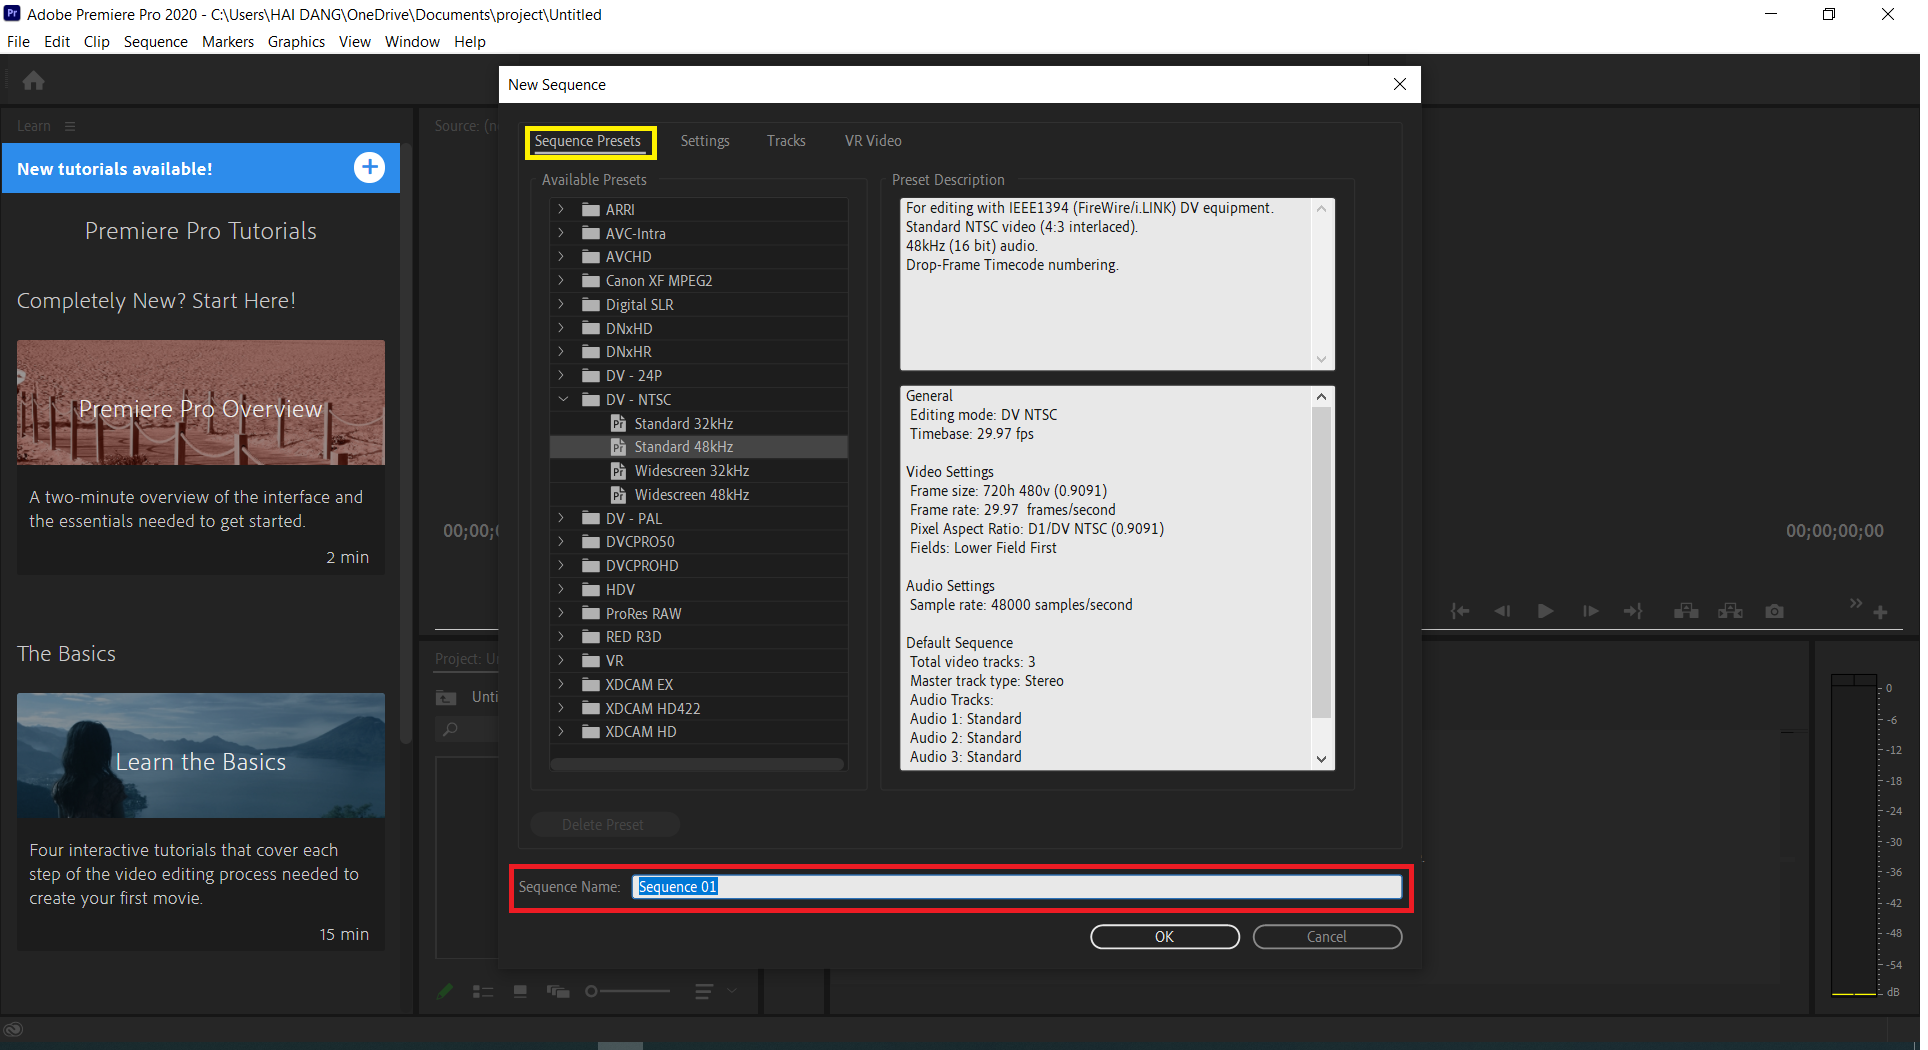 Pr Adobe Premiere Pro 2020 - C:\Users\HAI DANG\OneDrive\Documents\project\Untitled
File Edit Clip Sequence Markers Graphics View Window Help
Learn
New tutorials available!
Premiere Pro Tutorials
Completely New? Start Here!
Premiere Pro Overview
A two-minute overview of the interface and
the essentials needed to get started.
2 min
The Basics
Learn the Basics
Four interactive tutorials that cover each
step of the video editing process needed to
create your first movie.
15 min
Source: (n
00;00;
Project: U
Unti
New Sequence
Sequence Presets Settings Tracks VR Video
Available Presets
ARRI
AVC-Intra
AVCHD
Canon XF MPEG2
Digital SLR
DNxHD
DNxHR
DV - 24P
DV - NTSC
Standard 32kHz
Standard 48kHz
Widescreen 32kHz
Widescreen 48kHz
DV - PAL
DVCPRO50
DVCPROHD
HDV
ProRes RAW
RED R3D
VR
XDCAM EX
XDCAM HD422
XDCAM HD
Delete Preset
Preset Description
For editing with IEEE1394 (FireWire/i.LINK) DV equipment.
Standard NTSC video (4:3 interlaced).
48kHz (16 bit) audio.
Drop-Frame Timecode numbering.
General
Editing mode: DV NTSC
Timebase: 29.97 fps
Video Settings
Frame size: 720h 480v (0.9091)
Frame rate: 29.97 frames/second
Pixel Aspect Ratio: D1/DV NTSC (0.9091)
Fields: Lower Field First
Audio Settings
Sample rate: 48000 samples/second
Default Sequence
Total video tracks: 3
Master track type: Stereo
Audio Tracks:
Audio 1: Standard
Audio 2: Standard
Audio 3: Standard
Sequence Name: Sequence 01
OK Cancel
00;00;00;00
0
-6
-12
-18
-24
-30
-36
-42
-48
-54
dB